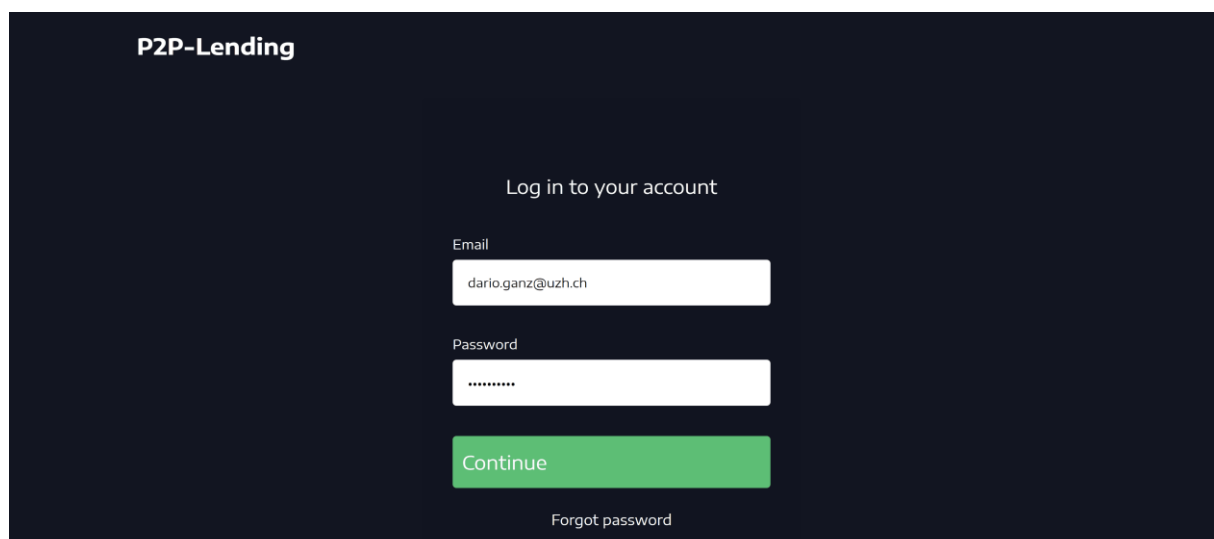 P2P-Lending
Log in to your account
Email
dario.ganz@uzh.ch
Password
••••••••••
Continue
Forgot password